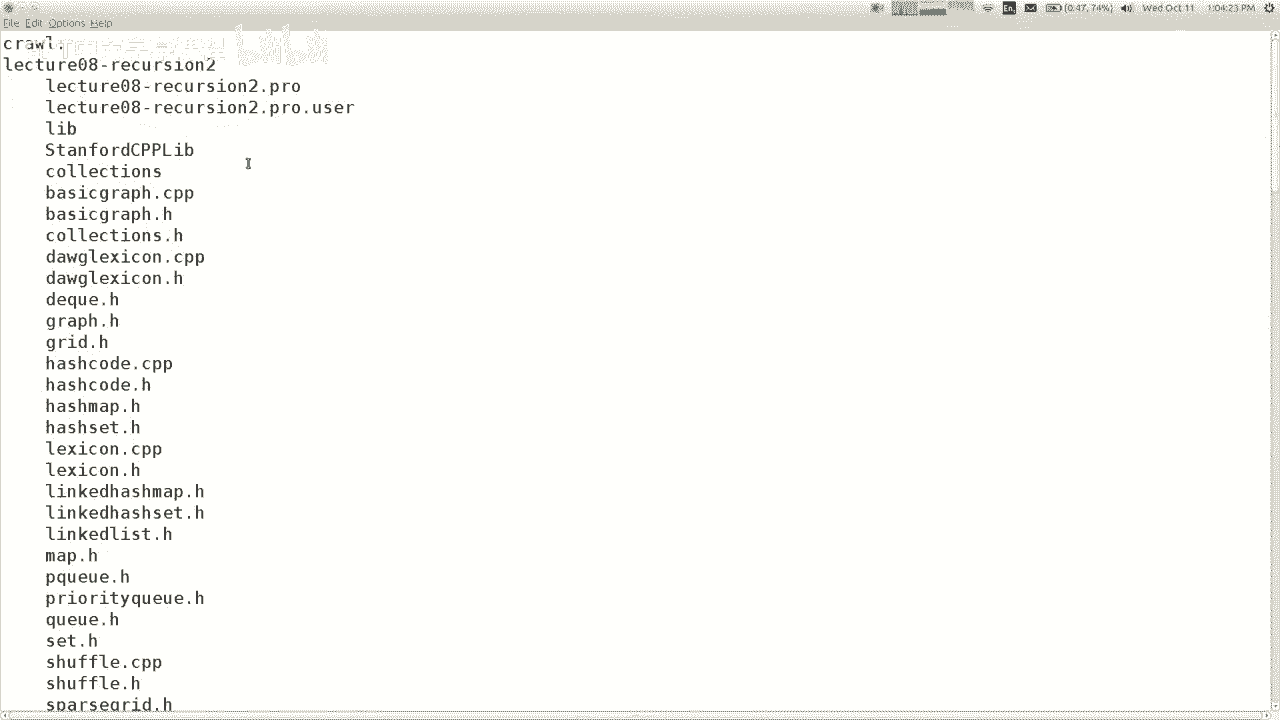 En
(0:47, 74%)
Wed Oct 11
1:06:23 PM
File Edit Options Help
crawl.
lecture08-recursion2
lecture08-recursion2.pro
lecture08-recursion2.pro.user
lib
StanfordCPPLib
collections
basicgraph.cpp
basicgraph.h
collections.h
dawglexicon.cpp
dawglexicon.h
deque.h
graph.h
grid.h
hashcode.cpp
hashcode.h
hashmap.h
hashset.h
lexicon.cpp
lexicon.h
linkedhashmap.h
linkedhashset.h
linkedlist.h
map.h
pqueue.h
priorityqueue.h
queue.h
set.h
shuffle.cpp
shuffle.h
sparsegrid.h